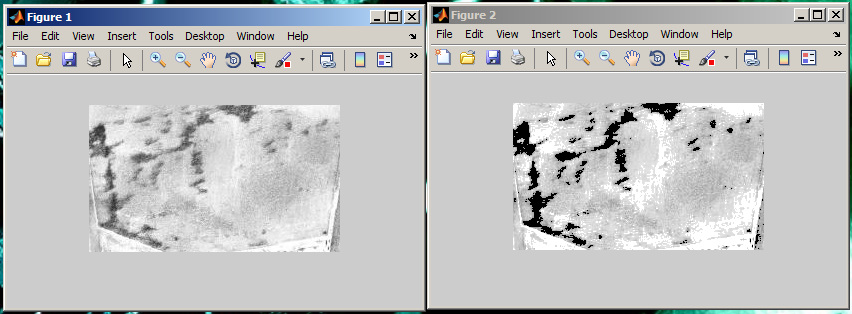 Figure 1
File Edit View Insert Tools Desktop Window Help
Figure 2
File Edit View Insert Tools Desktop Window Help